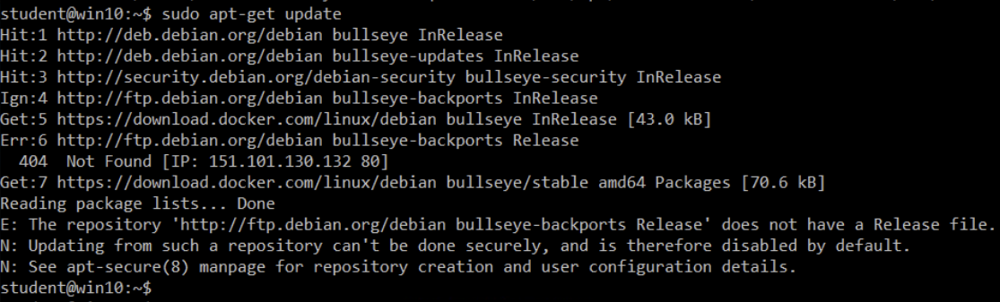 student@win10:~$ sudo apt-get update
Hit:1 http://deb.debian.org/debian bullseye InRelease
Hit:2 http://deb.debian.org/debian bullseye-updates InRelease
Hit:3 http://security.debian.org/debian-security bullseye-security InRelease
Ign:4 http://ftp.debian.org/debian bullseye-backports InRelease
Get:5 https://download.docker.com/linux/debian bullseye InRelease [43.0 kB]
Err:6 http://ftp.debian.org/debian bullseye-backports Release
  404  Not Found [IP: 151.101.130.132 80]
Get:7 https://download.docker.com/linux/debian bullseye/stable amd64 Packages [70.6 kB]
Reading package lists... Done
E: The repository 'http://ftp.debian.org/debian bullseye-backports Release' does not have a Release file.
N: Updating from such a repository can't be done securely, and is therefore disabled by default.
N: See apt-secure(8) manpage for repository creation and user configuration details.
student@win10:~$